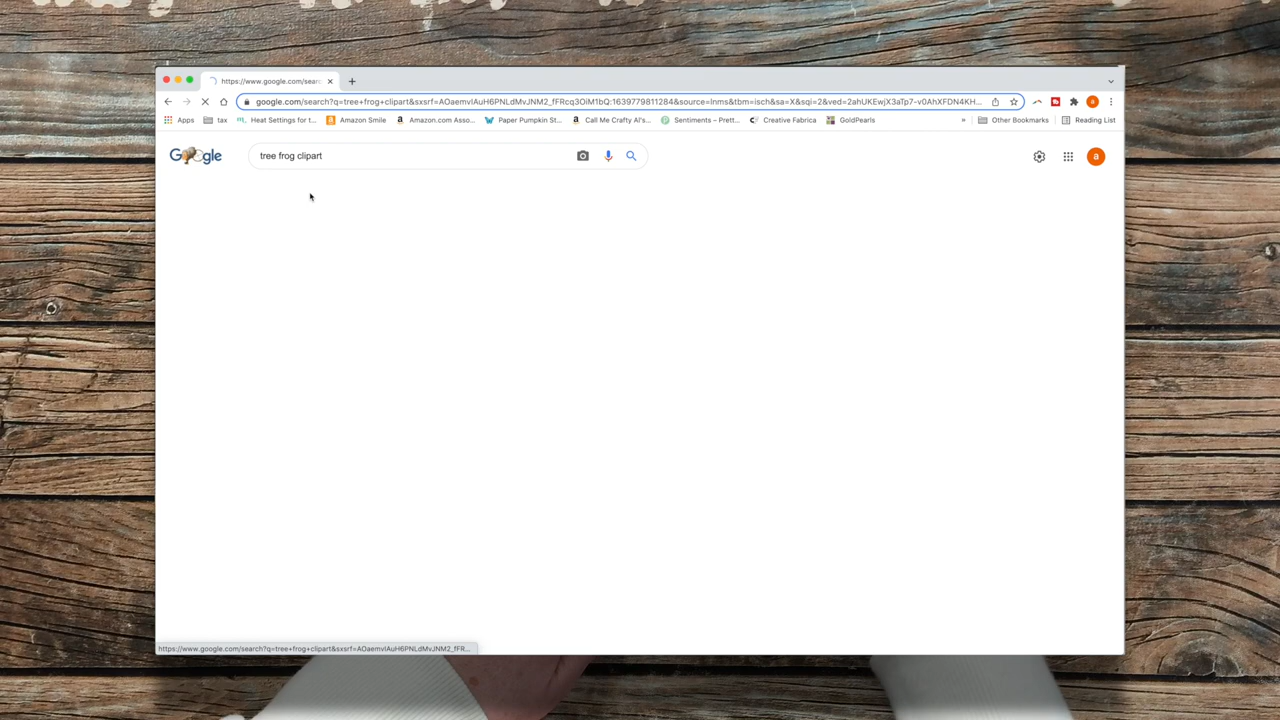 https://www.google.com/searc
https://www.google.com/search?q=tree+frog+clipart&sxsrf=AOaemvIAuH6PNLdMvJNM2_fFRcq3OiM1bQ:1639779811284&source=lnms&tbm=isch&sa=X&sqi=2&ved=2ahUKEwjX3aTp7-v0AhXFDN4KH...
Apps tax Heat Settings for t... Amazon Smile Amazon.com Asso... Paper Pumpkin St... Call Me Crafty Al's... Sentiments – Prett... Creative Fabrica GoldPearls » Other Bookmarks Reading List
Google tree frog clipart a
https://www.google.com/search?q=tree+frog+clipart&sxsrf=AOaemvIAuH6PNLdMvJNM2_fFR...